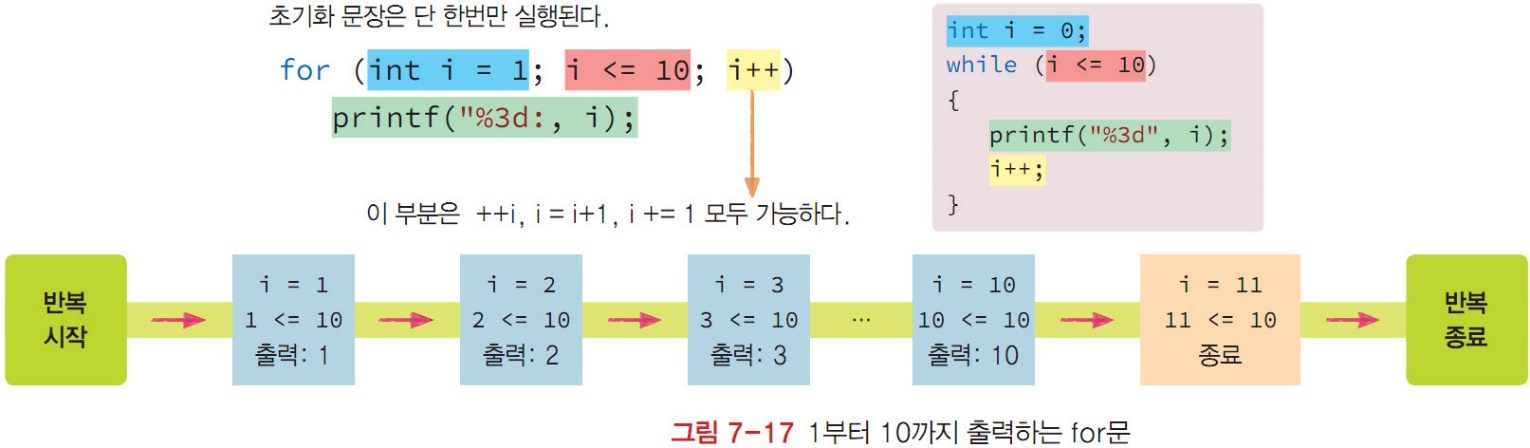 초기화 문장은 단 한번만 실행된다.
for (int i = 1; i <= 10; i++)
printf("%3d:, i);
이 부분은 ++i, i = i+1, i += 1 모두 가능하다.
int i = 0;
while (i <= 10)
{
printf("%3d", i);
i++;
}
반복
시작
i = 1
1 <= 10
출력: 1
i = 2
2 <= 10
출력: 2
i = 3
3 <= 10
출력: 3
...
i = 10
10 <= 10
출력: 10
i = 11
11 <= 10
종료
반복
종료
그림 7-17 1부터 10까지 출력하는 for문